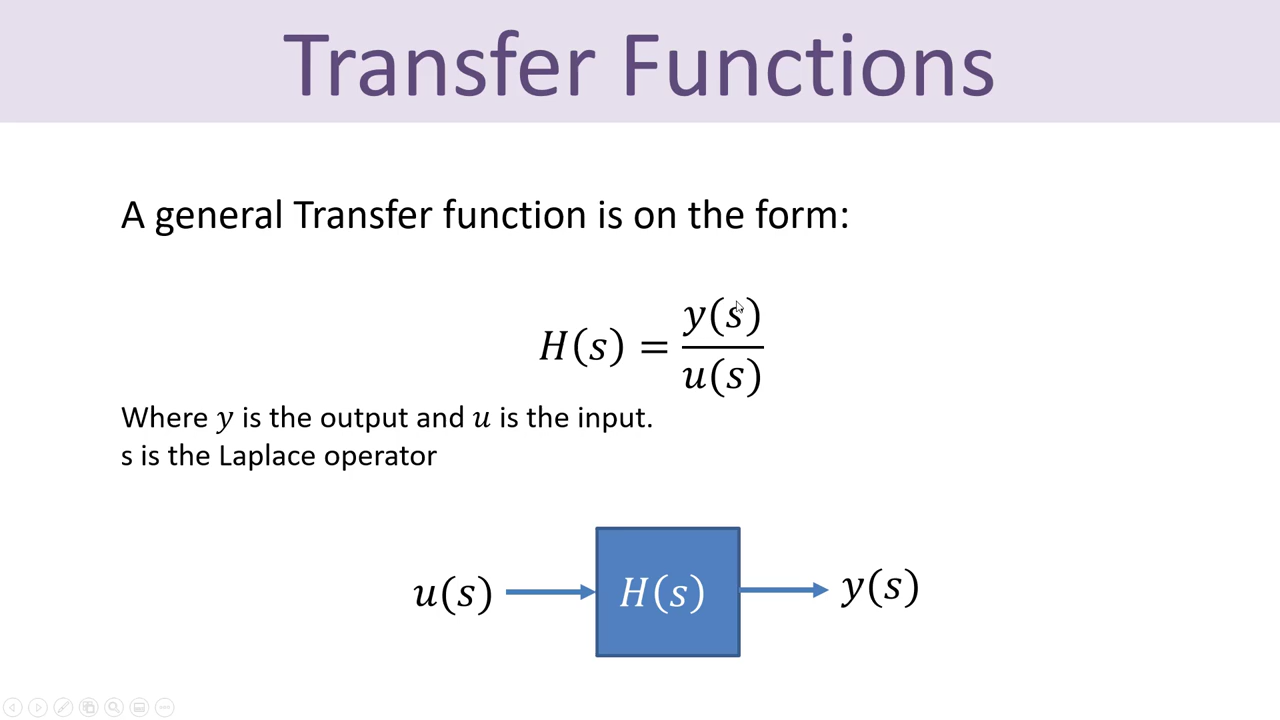 Transfer Functions
A general Transfer function is on the form:
H(s) = y(s)/u(s)
Where y is the output and u is the input.
s is the Laplace operator
u(s) H(s) y(s)